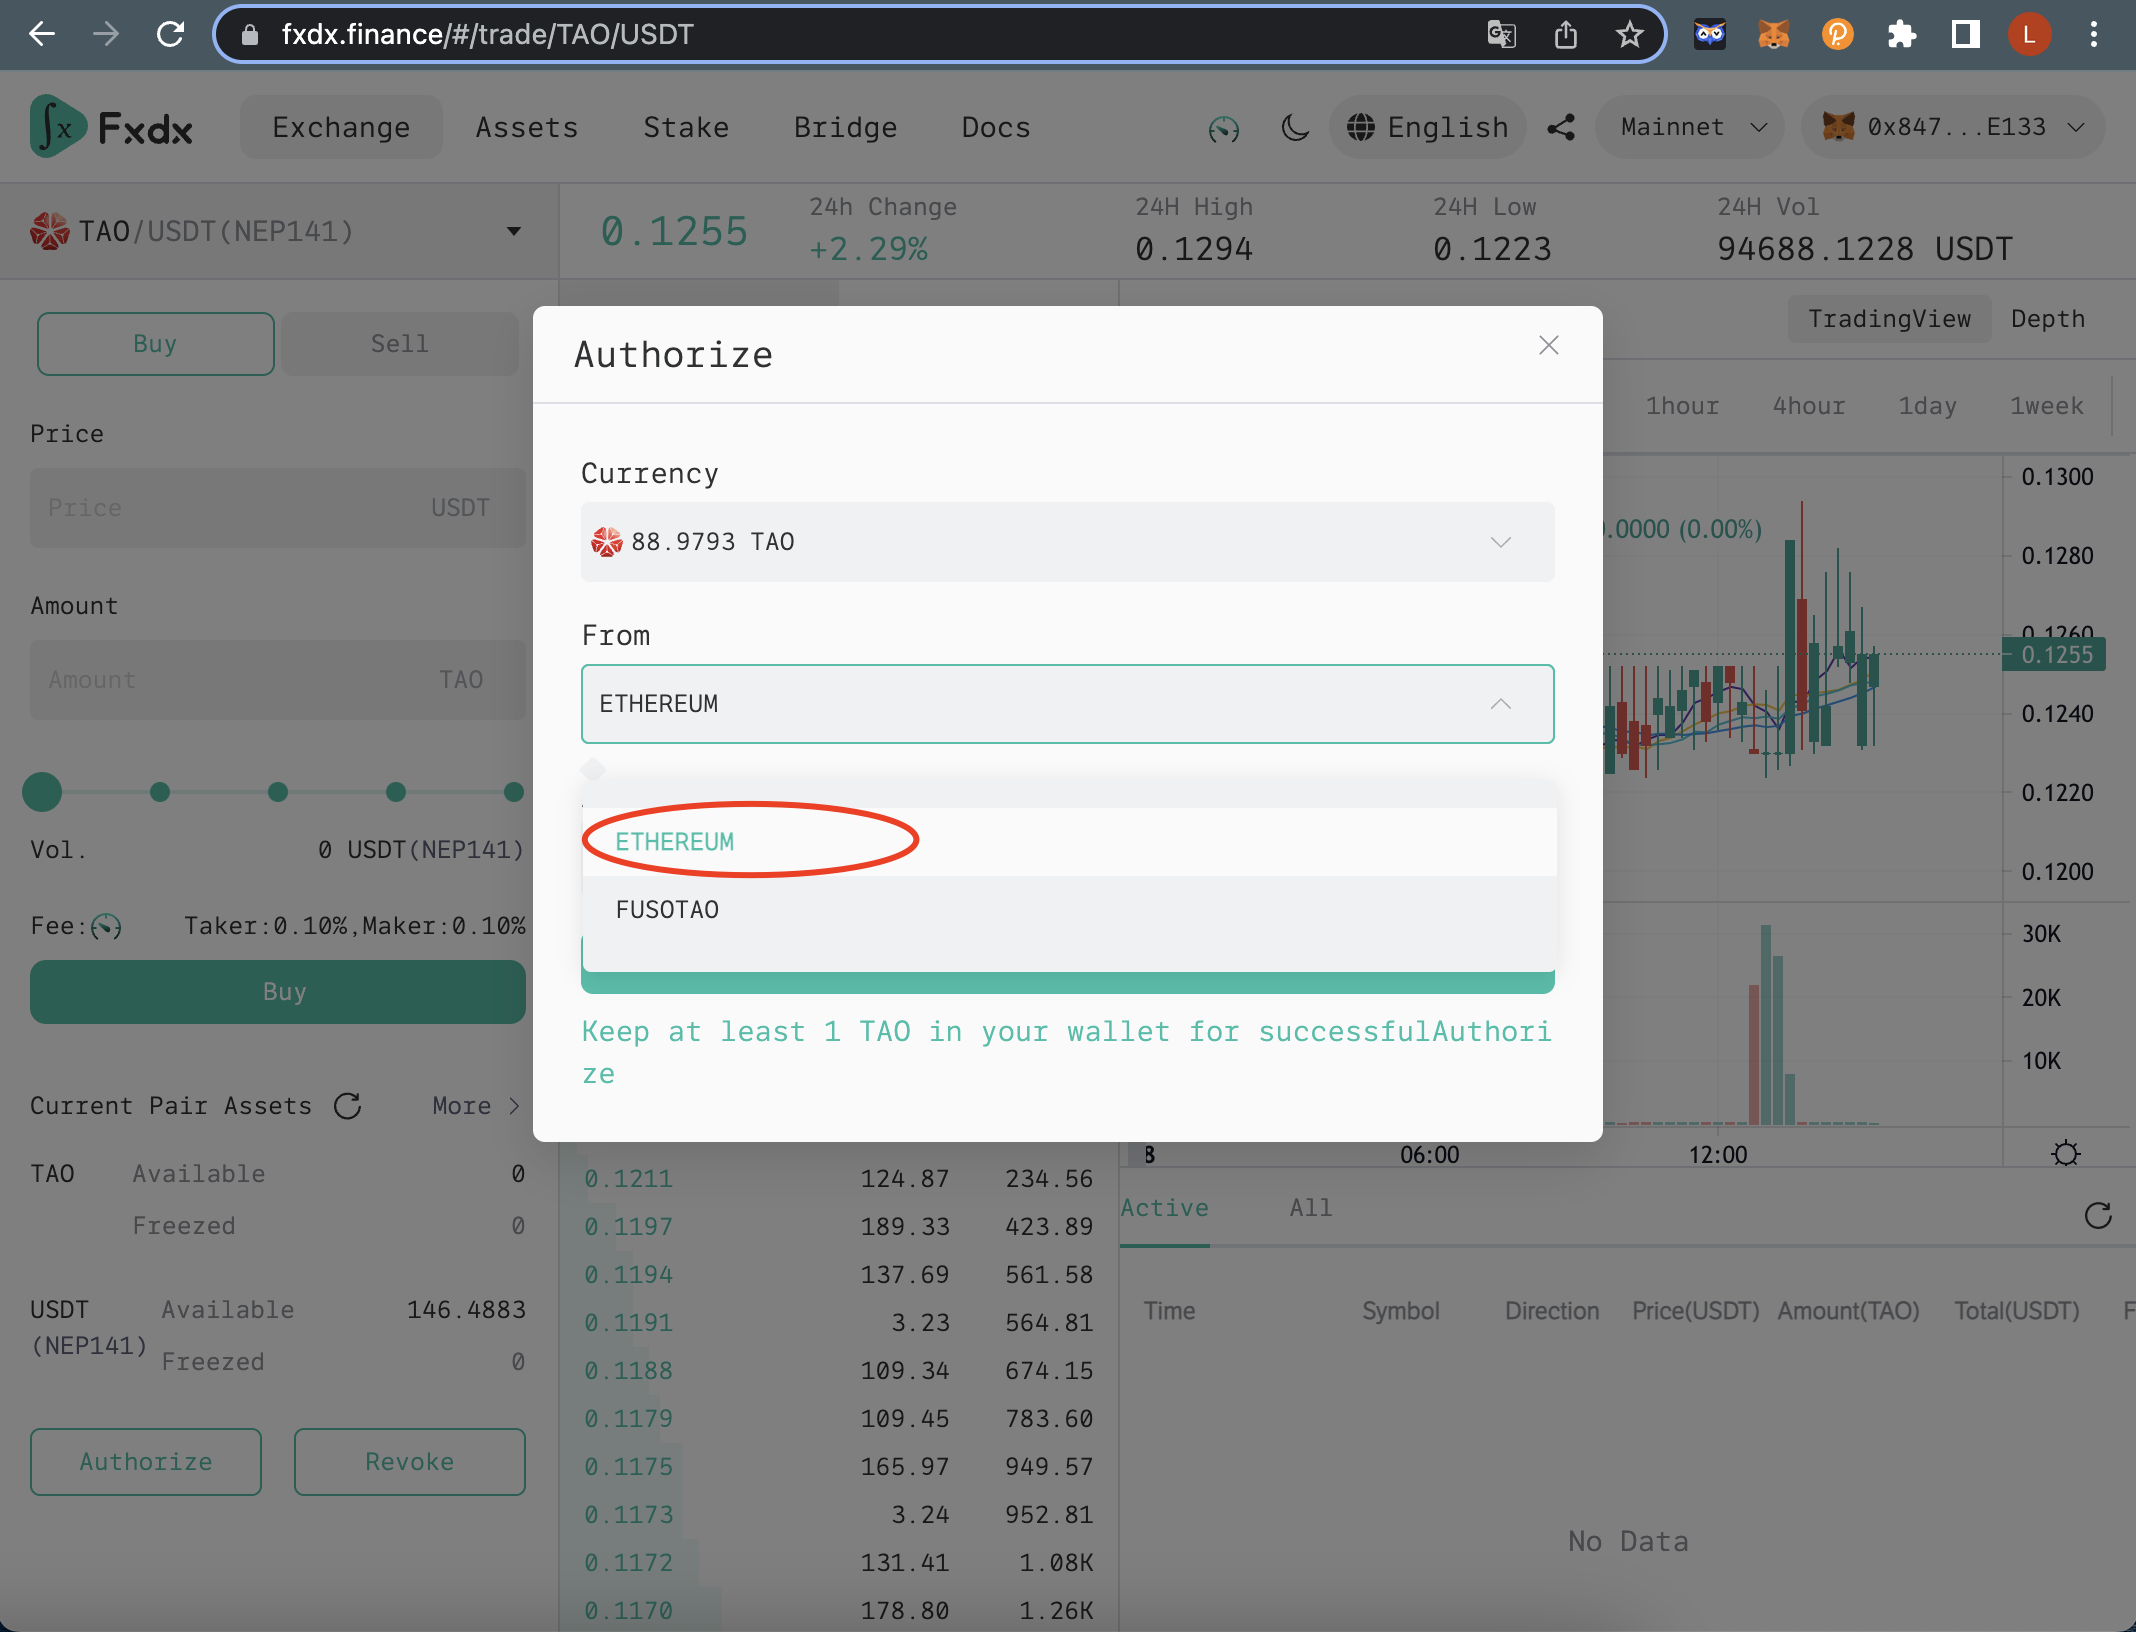 fxdx.finance/#/trade/TAO/USDT
L
Fxdx
Exchange
Assets
Stake
Bridge
Docs
English
Mainnet
0x847...E133
TAO/USDT(NEP141)
0.1255
24h Change
+2.29%
24H High
0.1294
24H Low
0.1223
24H Vol
94688.1228 USDT
Buy
Sell
Price
Price USDT
Amount
Amount TAO
Vol. 0 USDT(NEP141)
Fee: Taker:0.10%,Maker:0.10%
Buy
Current Pair Assets More >
TAO Available 0
Freezed 0
USDT Available 146.4883
(NEP141)
Freezed 0
Authorize
Revoke
Authorize
Currency
88.9793 TAO
From
ETHEREUM
ETHEREUM
FUSOTAO
Keep at least 1 TAO in your wallet for successfulAuthori
ze
0.1211 124.87 234.56
0.1197 189.33 423.89
0.1194 137.69 561.58
0.1191 3.23 564.81
0.1188 109.34 674.15
0.1179 109.45 783.60
0.1175 165.97 949.57
0.1173 3.24 952.81
0.1172 131.41 1.08K
0.1170 178.80 1.26K
TradingView
Depth
1hour
4hour
1day
1week
.0000 (0.00%)
0.1300
0.1280
0.1260
0.1255
0.1240
0.1220
0.1200
30K
20K
10K
06:00
12:00
Active
All
Time Symbol Direction Price(USDT) Amount(TAO) Total(USDT) F
No Data